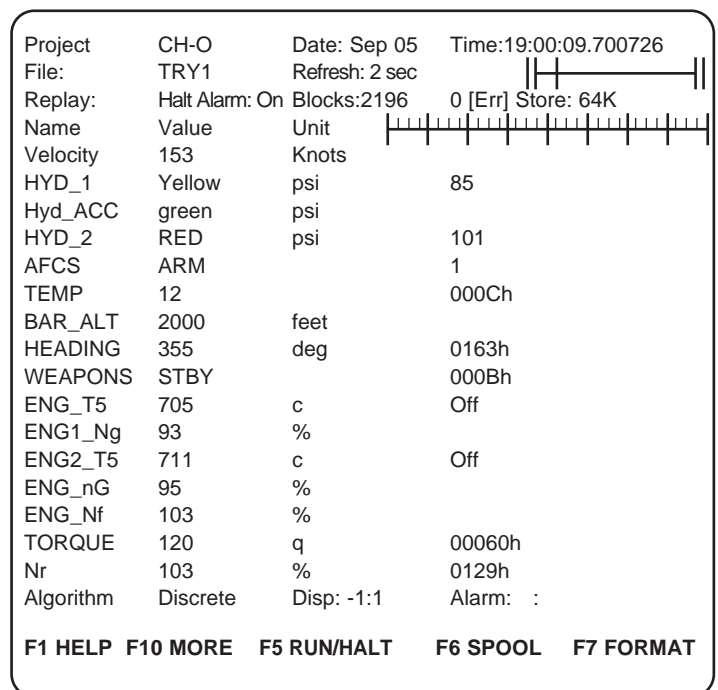 Project CH-O Date: Sep 05 Time:19:00:09.700726
File: TRY1 Refresh: 2 sec
Replay: Halt Alarm: On Blocks:2196 0 [Err] Store: 64K
Name Value Unit
Velocity 153 Knots
HYD_1 Yellow psi 85
Hyd_ACC green psi
HYD_2 RED psi 101
AFCS ARM 1
TEMP 12 000Ch
BAR_ALT 2000 feet
HEADING 355 deg 0163h
WEAPONS STBY 000Bh
ENG_T5 705 c Off
ENG1_Ng 93 %
ENG2_T5 711 c Off
ENG_nG 95 %
ENG_Nf 103 %
TORQUE 120 q 00060h
Nr 103 % 0129h
Algorithm Discrete Disp: -1:1 Alarm: :
F1 HELP F10 MORE F5 RUN/HALT F6 SPOOL F7 FORMAT